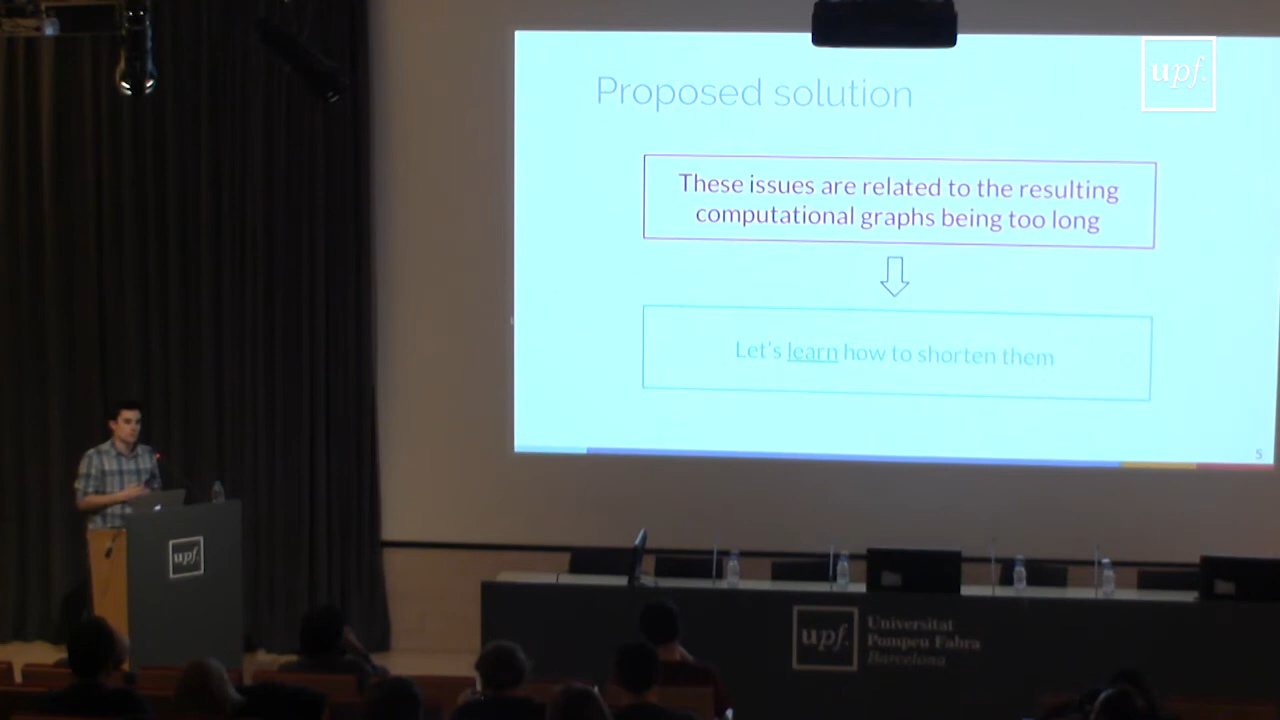 Proposed solution
upf.
These issues are related to the resulting
computational graphs being too long
Let's learn how to shorten them
5
upf.
upf.
Universitat
Pompeu Fabra
Barcelona